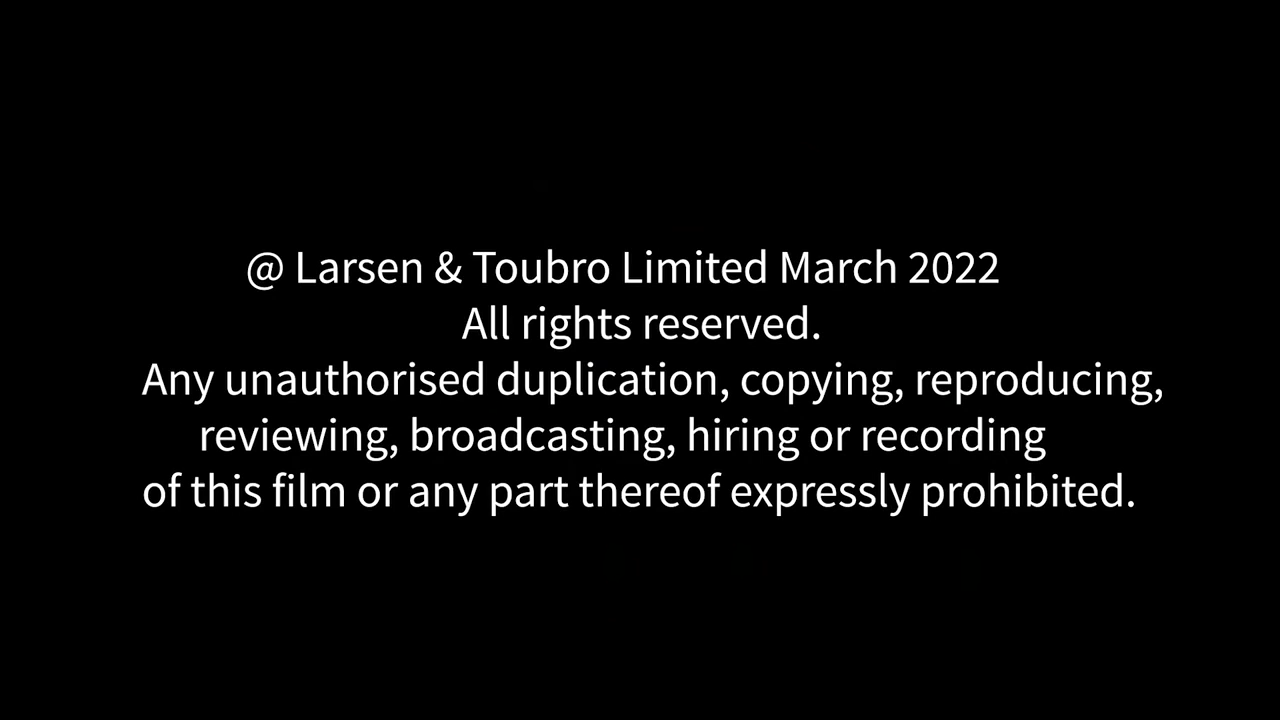 @ Larsen & Toubro Limited March 2022
All rights reserved.
Any unauthorised duplication, copying, reproducing,
reviewing, broadcasting, hiring or recording
of this film or any part thereof expressly prohibited.